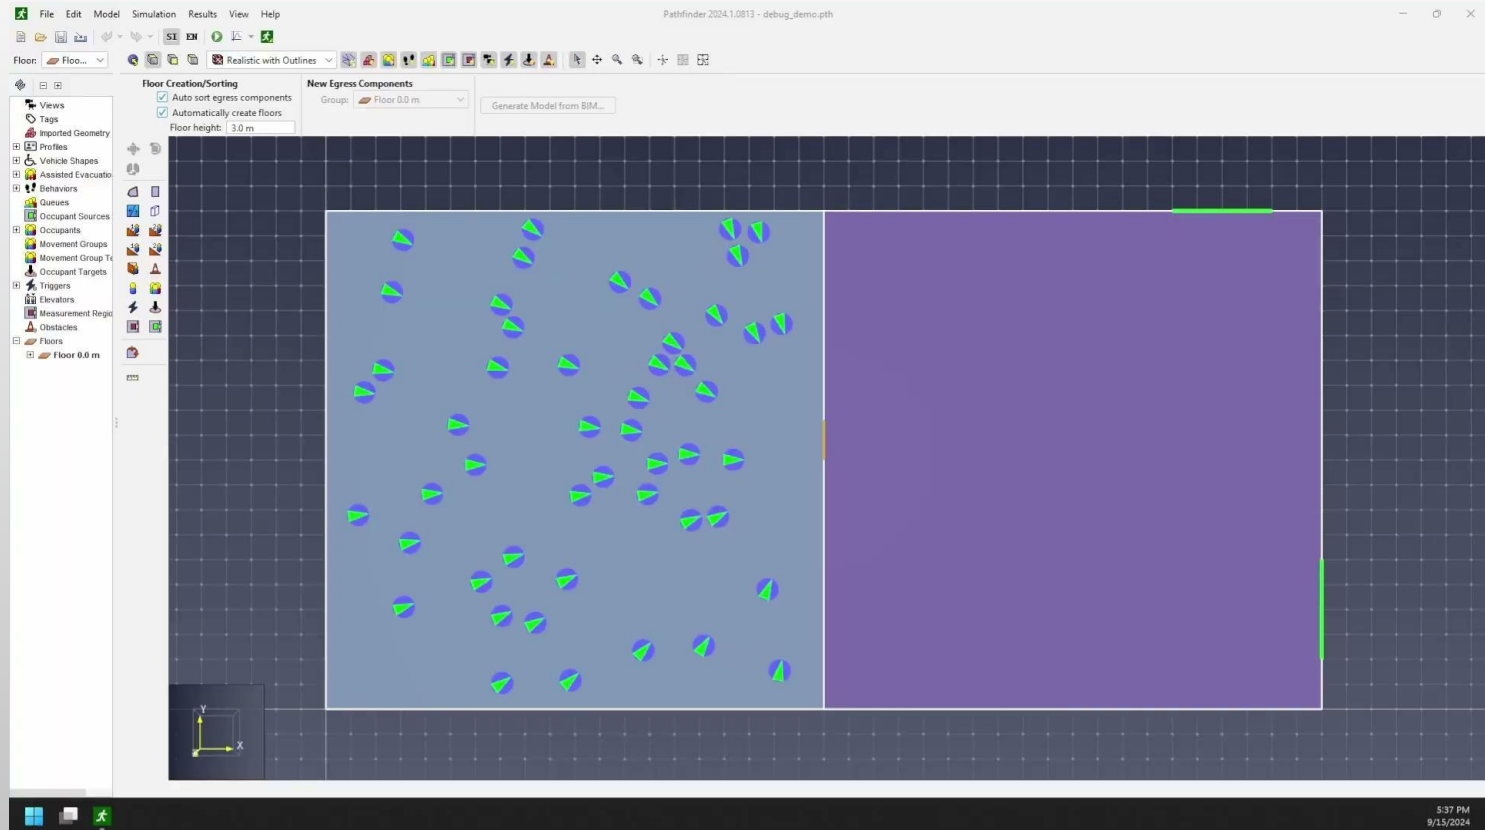 File Edit Model Simulation Results View Help
Pathfinder 2024.1.0813 - debug_demo.pth
SI EN
Floor: Floo...
Realistic with Outlines
Floor Creation/Sorting
Auto sort egress components
Automatically create floors
Floor height: 3.0 m
New Egress Components
Group: Floor 0.0 m
Generate Model from BIM...
Views
Tags
Imported Geometry
Profiles
Vehicle Shapes
Assisted Evacuatio
Behaviors
Queues
Occupant Sources
Occupants
Movement Groups
Movement Group Te
Occupant Targets
Triggers
Elevators
Measurement Regio
Obstacles
Floors
Floor 0.0 m
Y
X
5:37 PM
9/15/2024